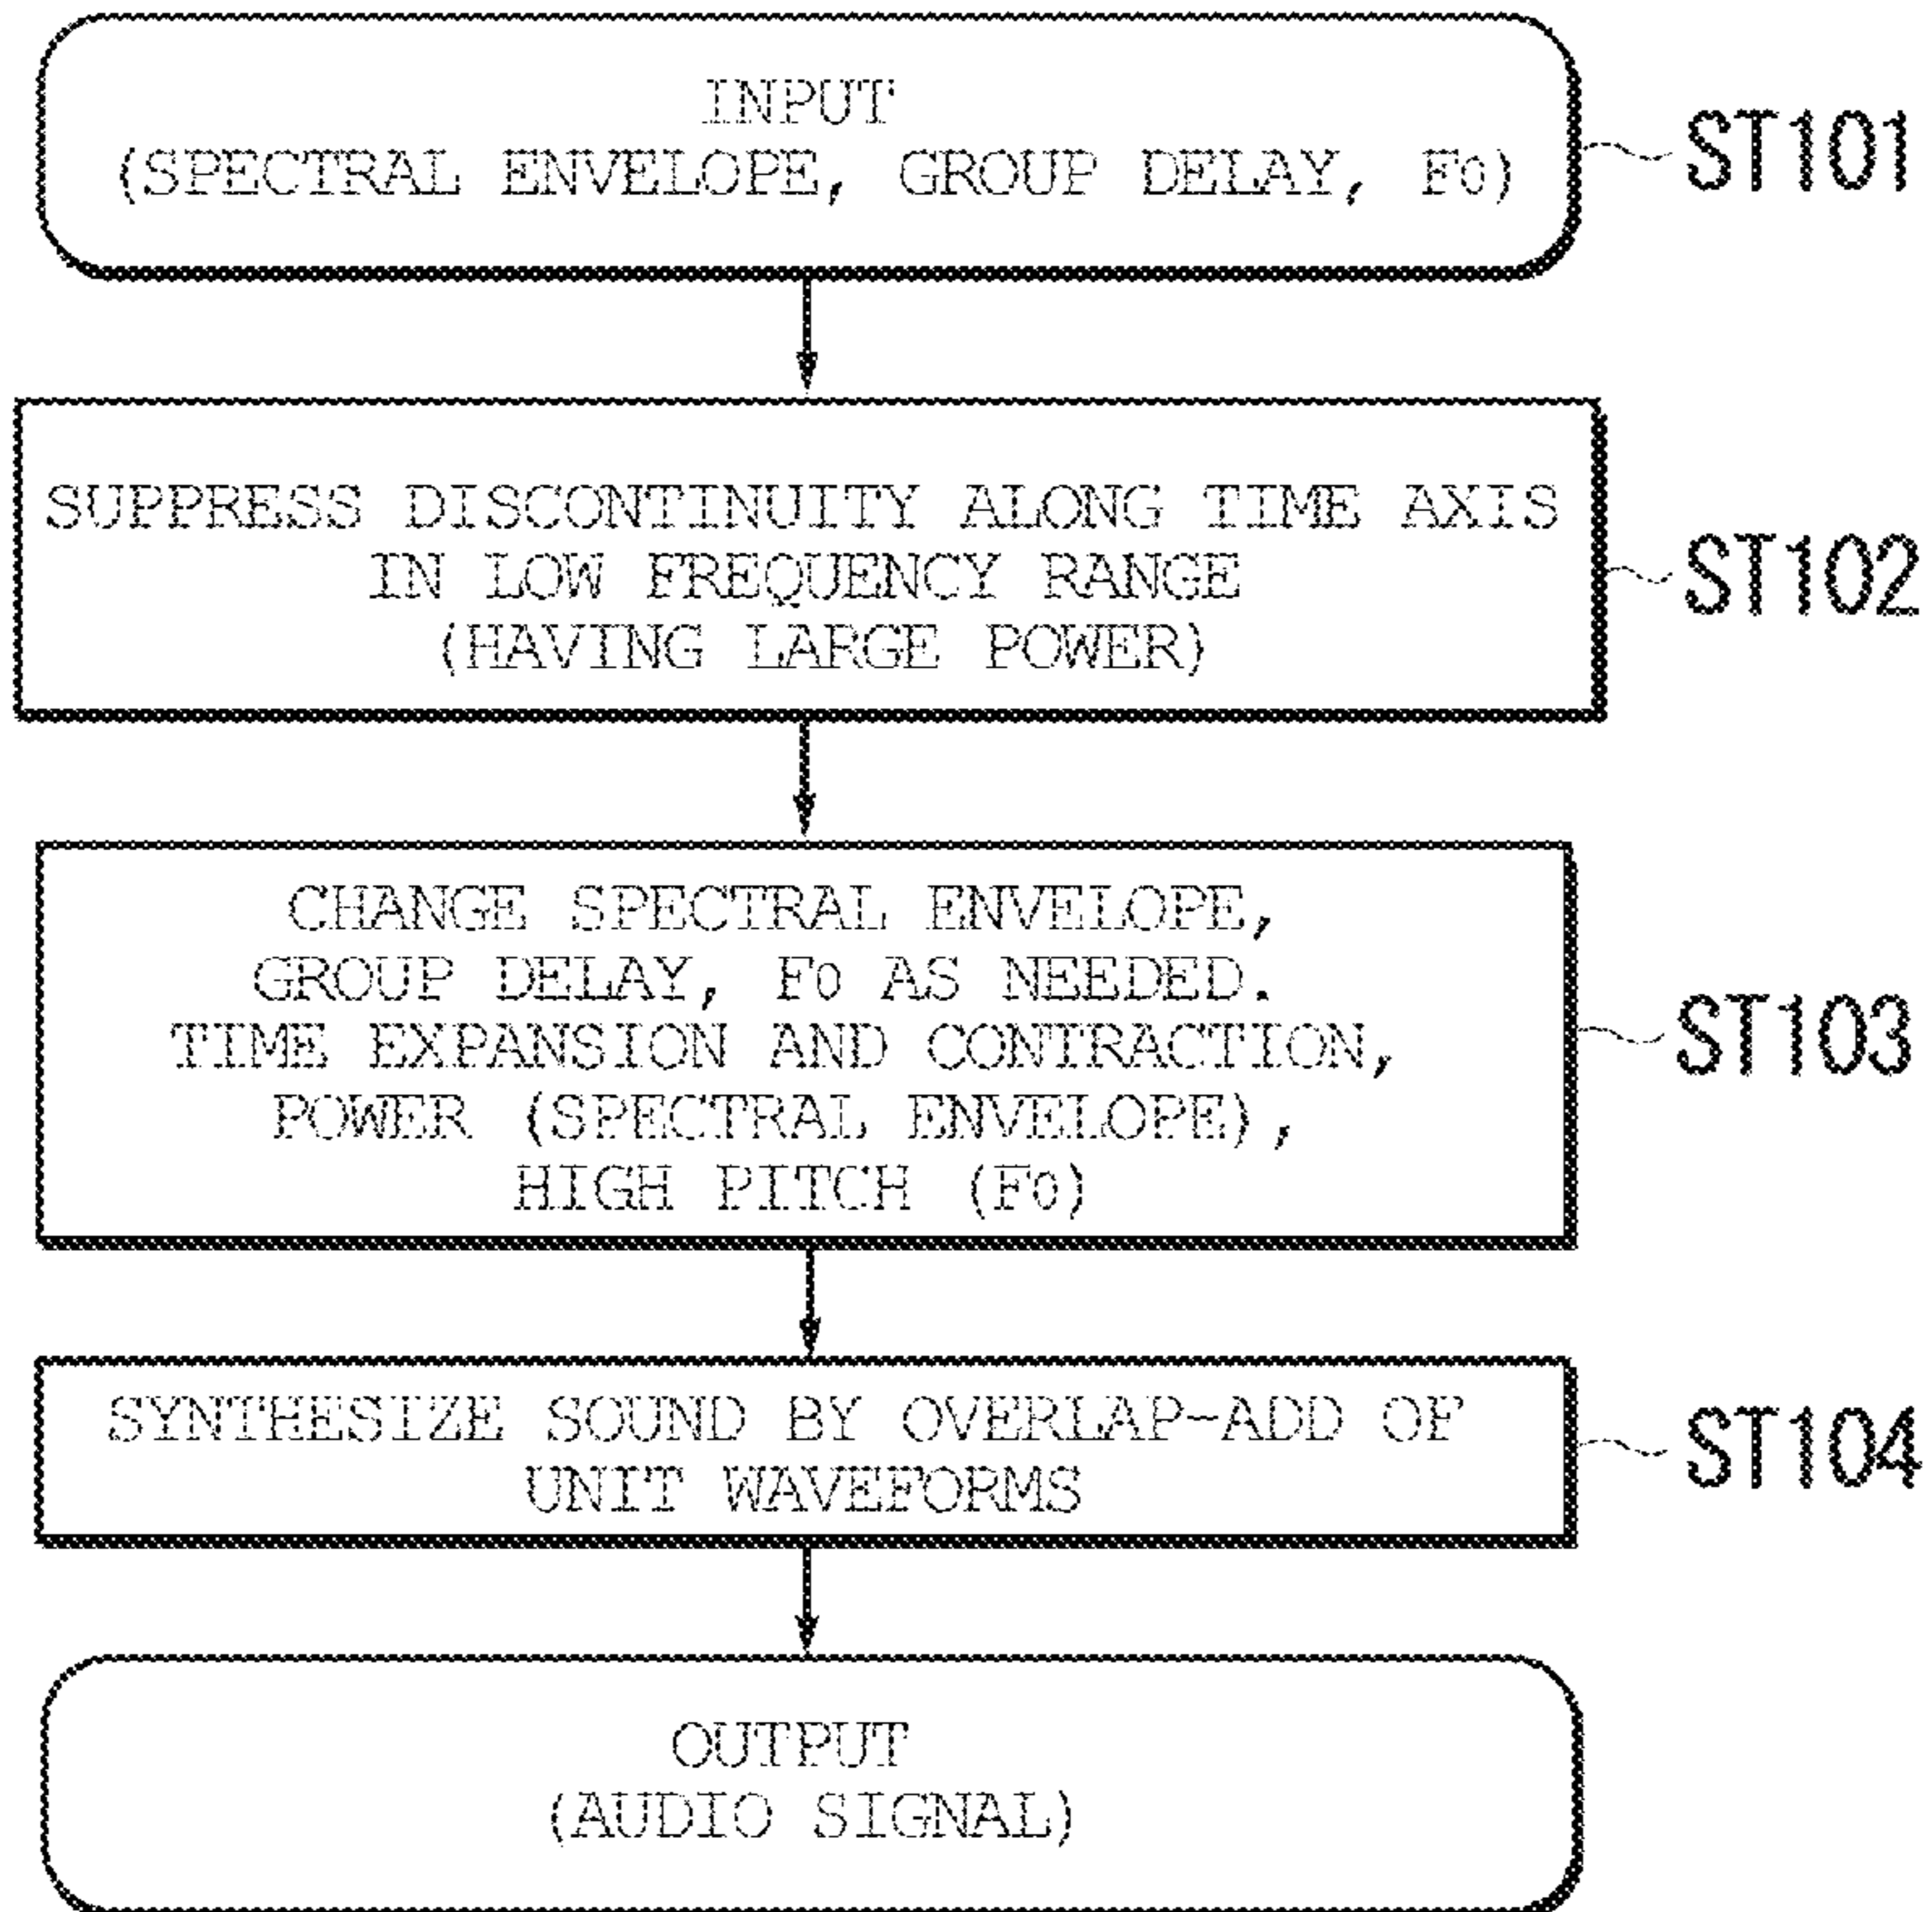 INPUT
(SPECTRAL ENVELOPE, GROUP DELAY, F0)
ST101
SUPPRESS DISCONTINUITY ALONG TIME AXIS
IN LOW FREQUENCY RANGE
(HAVING LARGE POWER)
ST102
CHANGE SPECTRAL ENVELOPE,
GROUP DELAY, F0 AS NEEDED.
TIME EXPANSION AND CONTRACTION,
POWER (SPECTRAL ENVELOPE),
HIGH PITCH (F0)
ST103
SYNTHESIZE SOUND BY OVERLAP-ADD OF
UNIT WAVEFORMS
ST104
OUTPUT
(AUDIO SIGNAL)